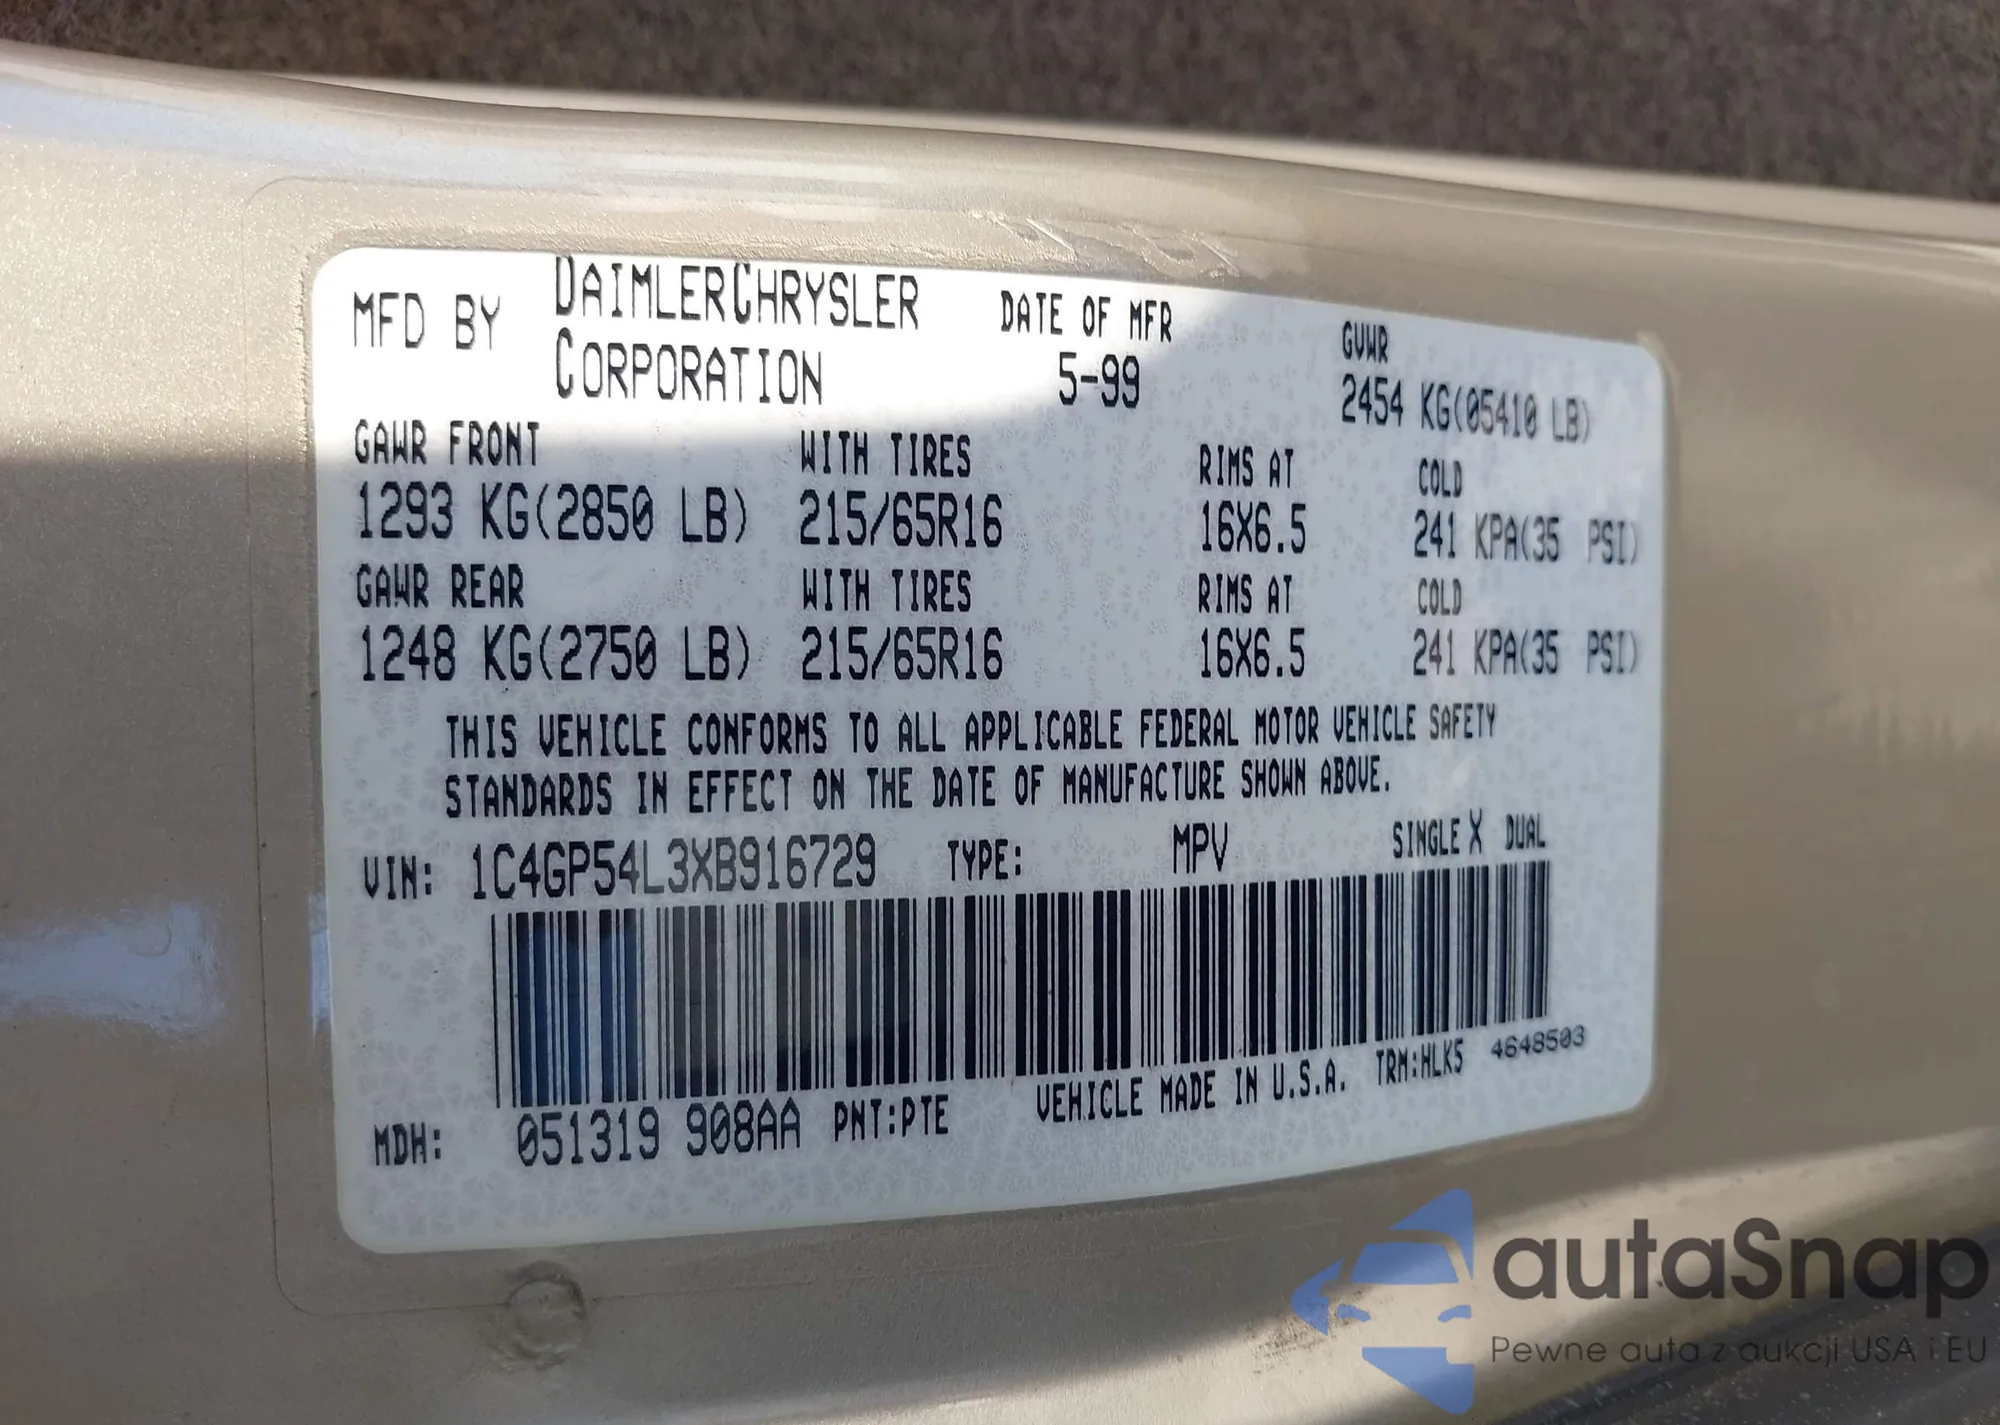 MFD BY DAIMLERCHRYSLER CORPORATION DATE OF MFR 5-99 GVWR 2454 KG(05410 LB)
GAWR FRONT WITH TIRES RIMS AT COLD
1293 KG(2850 LB) 215/65R16 16X6.5 241 KPA(35 PSI)
GAWR REAR WITH TIRES RIMS AT COLD
1248 KG(2750 LB) 215/65R16 16X6.5 241 KPA(35 PSI)
THIS VEHICLE CONFORMS TO ALL APPLICABLE FEDERAL MOTOR VEHICLE SAFETY
STANDARDS IN EFFECT ON THE DATE OF MANUFACTURE SHOWN ABOVE.
VIN: 1C4GP54L3XB916729 TYPE: MPV SINGLE X DUAL
MDH: 051319 908AA PNT:PTE VEHICLE MADE IN U.S.A. TRM:HLK5 4648503
autaSnap
Pewne auta z aukcji USA i EU